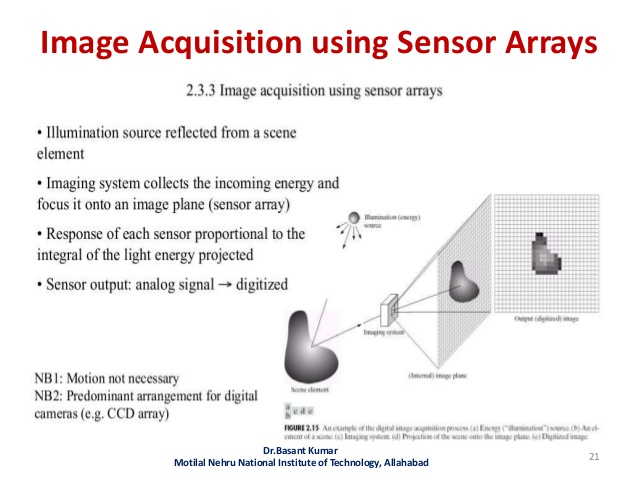 Image Acquisition using Sensor Arrays
2.3.3 Image acquisition using sensor arrays
• Illumination source reflected from a scene
element
• Imaging system collects the incoming energy and
focus it onto an image plane (sensor array)
• Response of each sensor proportional to the
integral of the light energy projected
• Sensor output: analog signal → digitized
NB1: Motion not necessary
NB2: Predominant arrangement for digital
cameras (e.g. CCD array)
Illumination (energy)
source
Output (digitized) image
Imaging system
(Internal) image plane
Scene element
a
b c d e
FIGURE 2.15 An example of the digital image acquisition process. (a) Energy ("illumination") source. (b) An el-
ement of a scene. (c) Imaging system. (d) Projection of the scene onto the image plane. (e) Digitized image.
Dr.Basant Kumar
Motilal Nehru National Institute of Technology, Allahabad
21